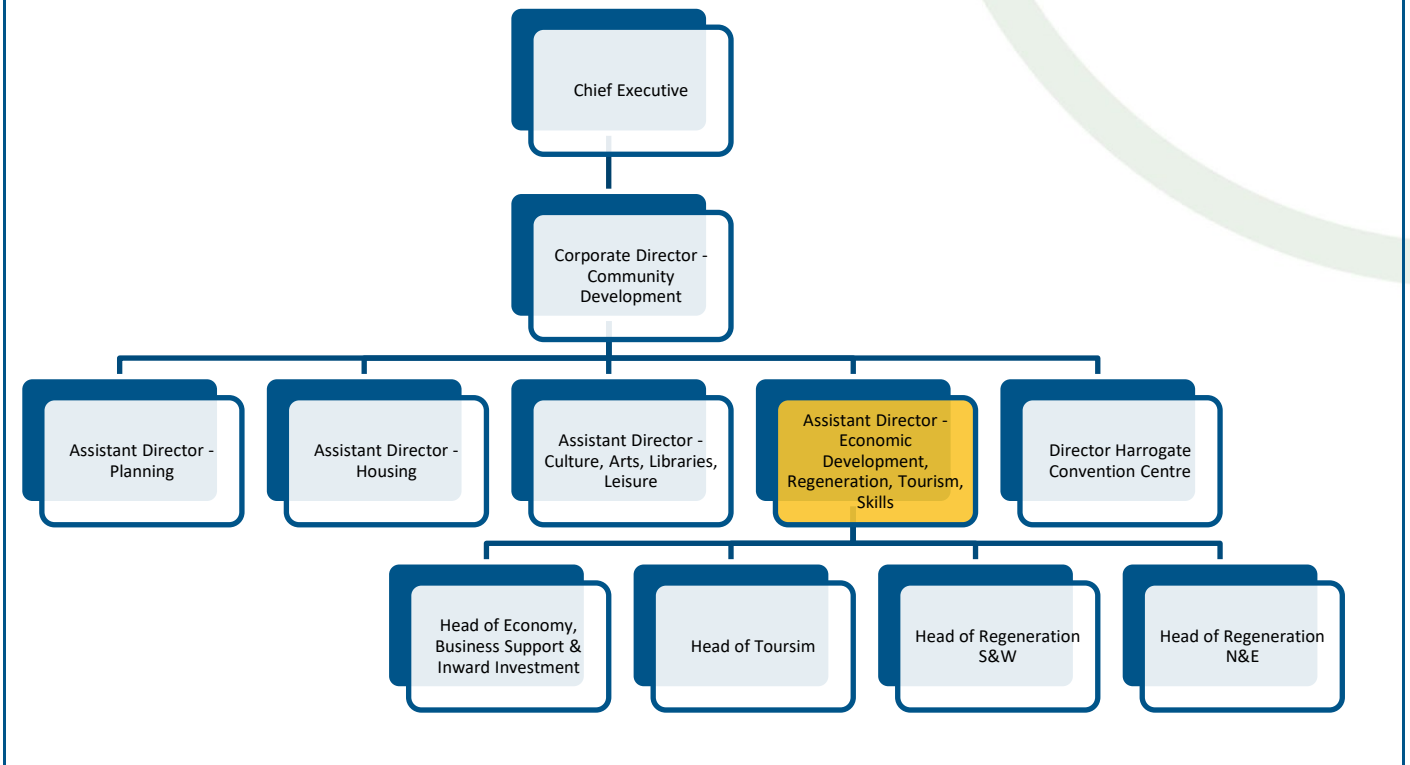 Chief Executive
Corporate Director -
Community
Development
Assistant Director -
Planning
Assistant Director -
Housing
Assistant Director -
Culture, Arts, Libraries,
Leisure
Assistant Director -
Economic
Development,
Regeneration, Tourism,
Skills
Director Harrogate
Convention Centre
Head of Economy,
Business Support &
Inward Investment
Head of Toursim
Head of Regeneration
S&W
Head of Regeneration
N&E